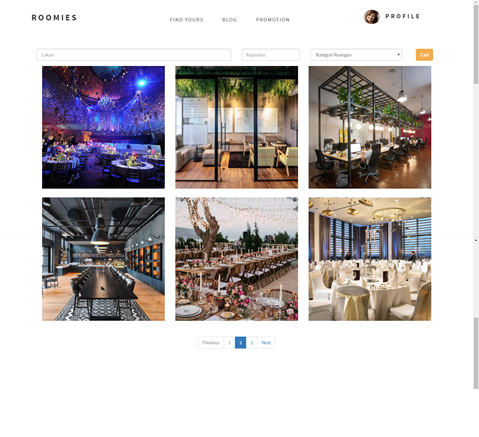 ROOMIES
FIND YOURS BLOG PROMOTION PROFILE
Lokasi Kapasitas Kategori Ruangan Cari
Previous 1 2 3 Next